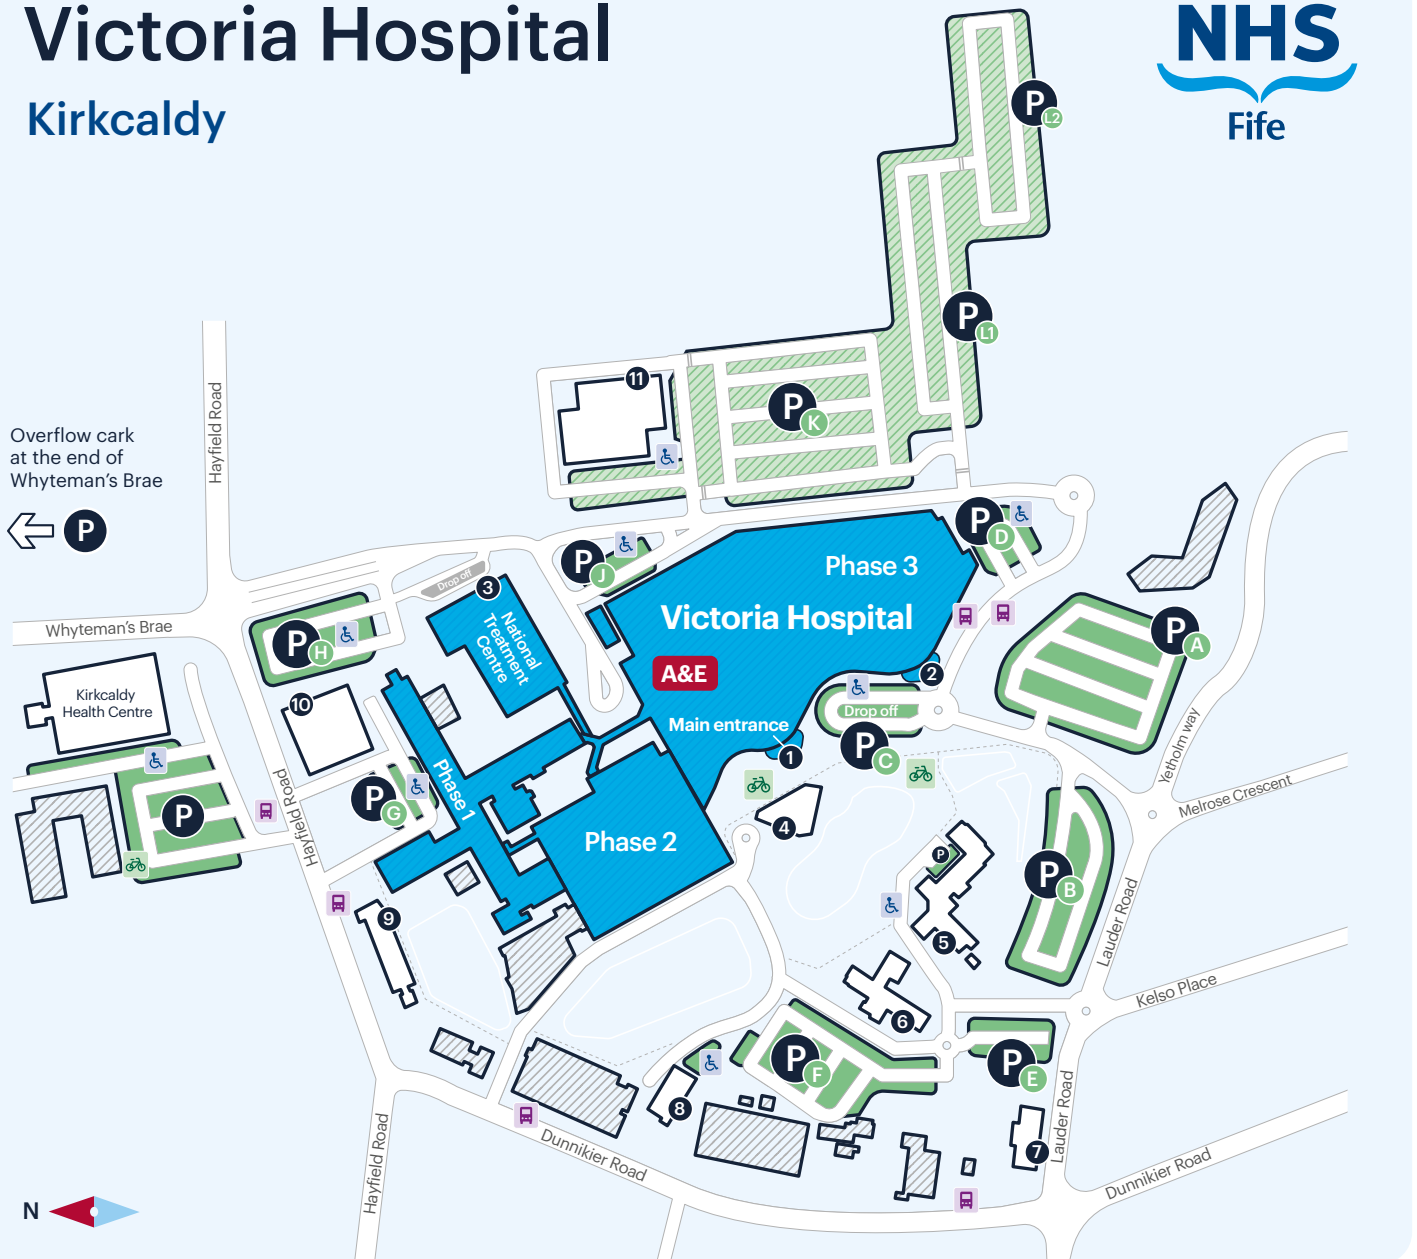 Victoria Hospital
Kirkcaldy
NHS
Fife
P L2
P L1
11
P K
Hayfield Road
Overflow cark
at the end of
Whyteman's Brae
P
P D
P J
Drop off
3
Phase 3
Victoria Hospital
National
Treatment
Centre
A&E
Main entrance
1
2
Whyteman's Brae
P H
P A
Kirkcaldy
Health Centre
10
Drop off
P C
Yetholm way
Melrose Crescent
Hayfield Road
P
P G
Phase 1
Phase 2
4
P
P B
5
Lauder Road
9
6
Kelso Place
P F
P E
8
7
Lauder Road
Hayfield Road
Dunnikier Road
Dunnikier Road
N